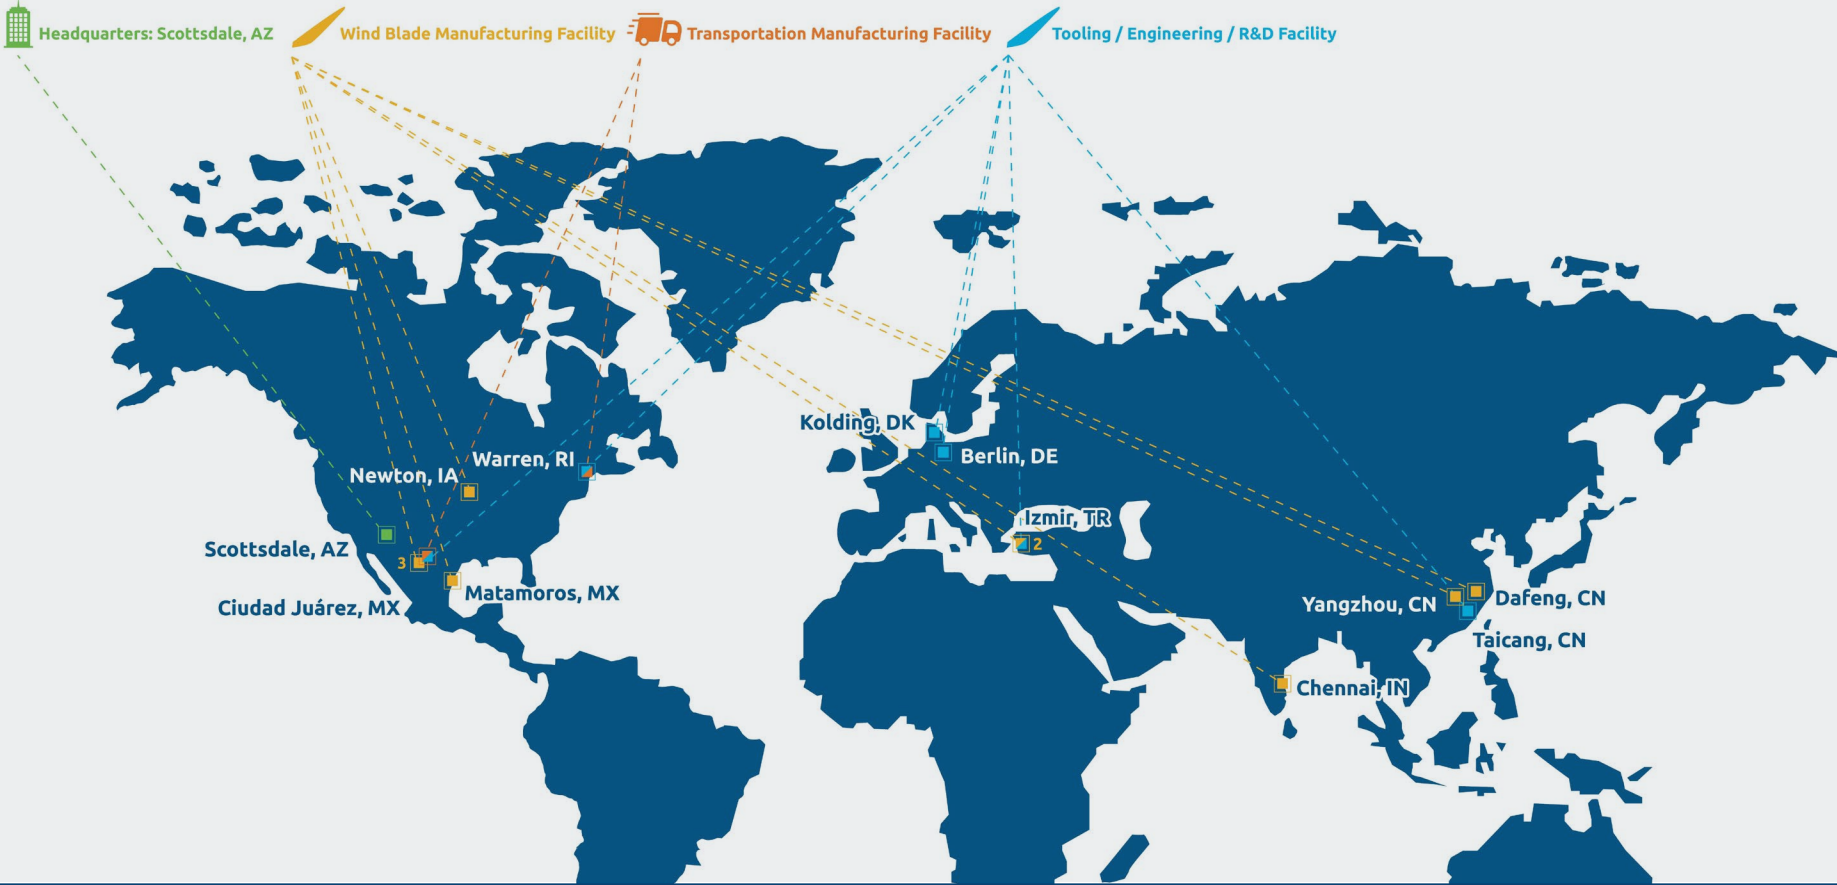 Headquarters: Scottsdale, AZ
Wind Blade Manufacturing Facility
Transportation Manufacturing Facility
Tooling / Engineering / R&D Facility
Kolding, DK
Berlin, DE
Warren, RI
Newton, IA
Izmir, TR
2
Scottsdale, AZ
3
Matamoros, MX
Ciudad Juárez, MX
Yangzhou, CN
Dafeng, CN
Taicang, CN
Chennai, IN